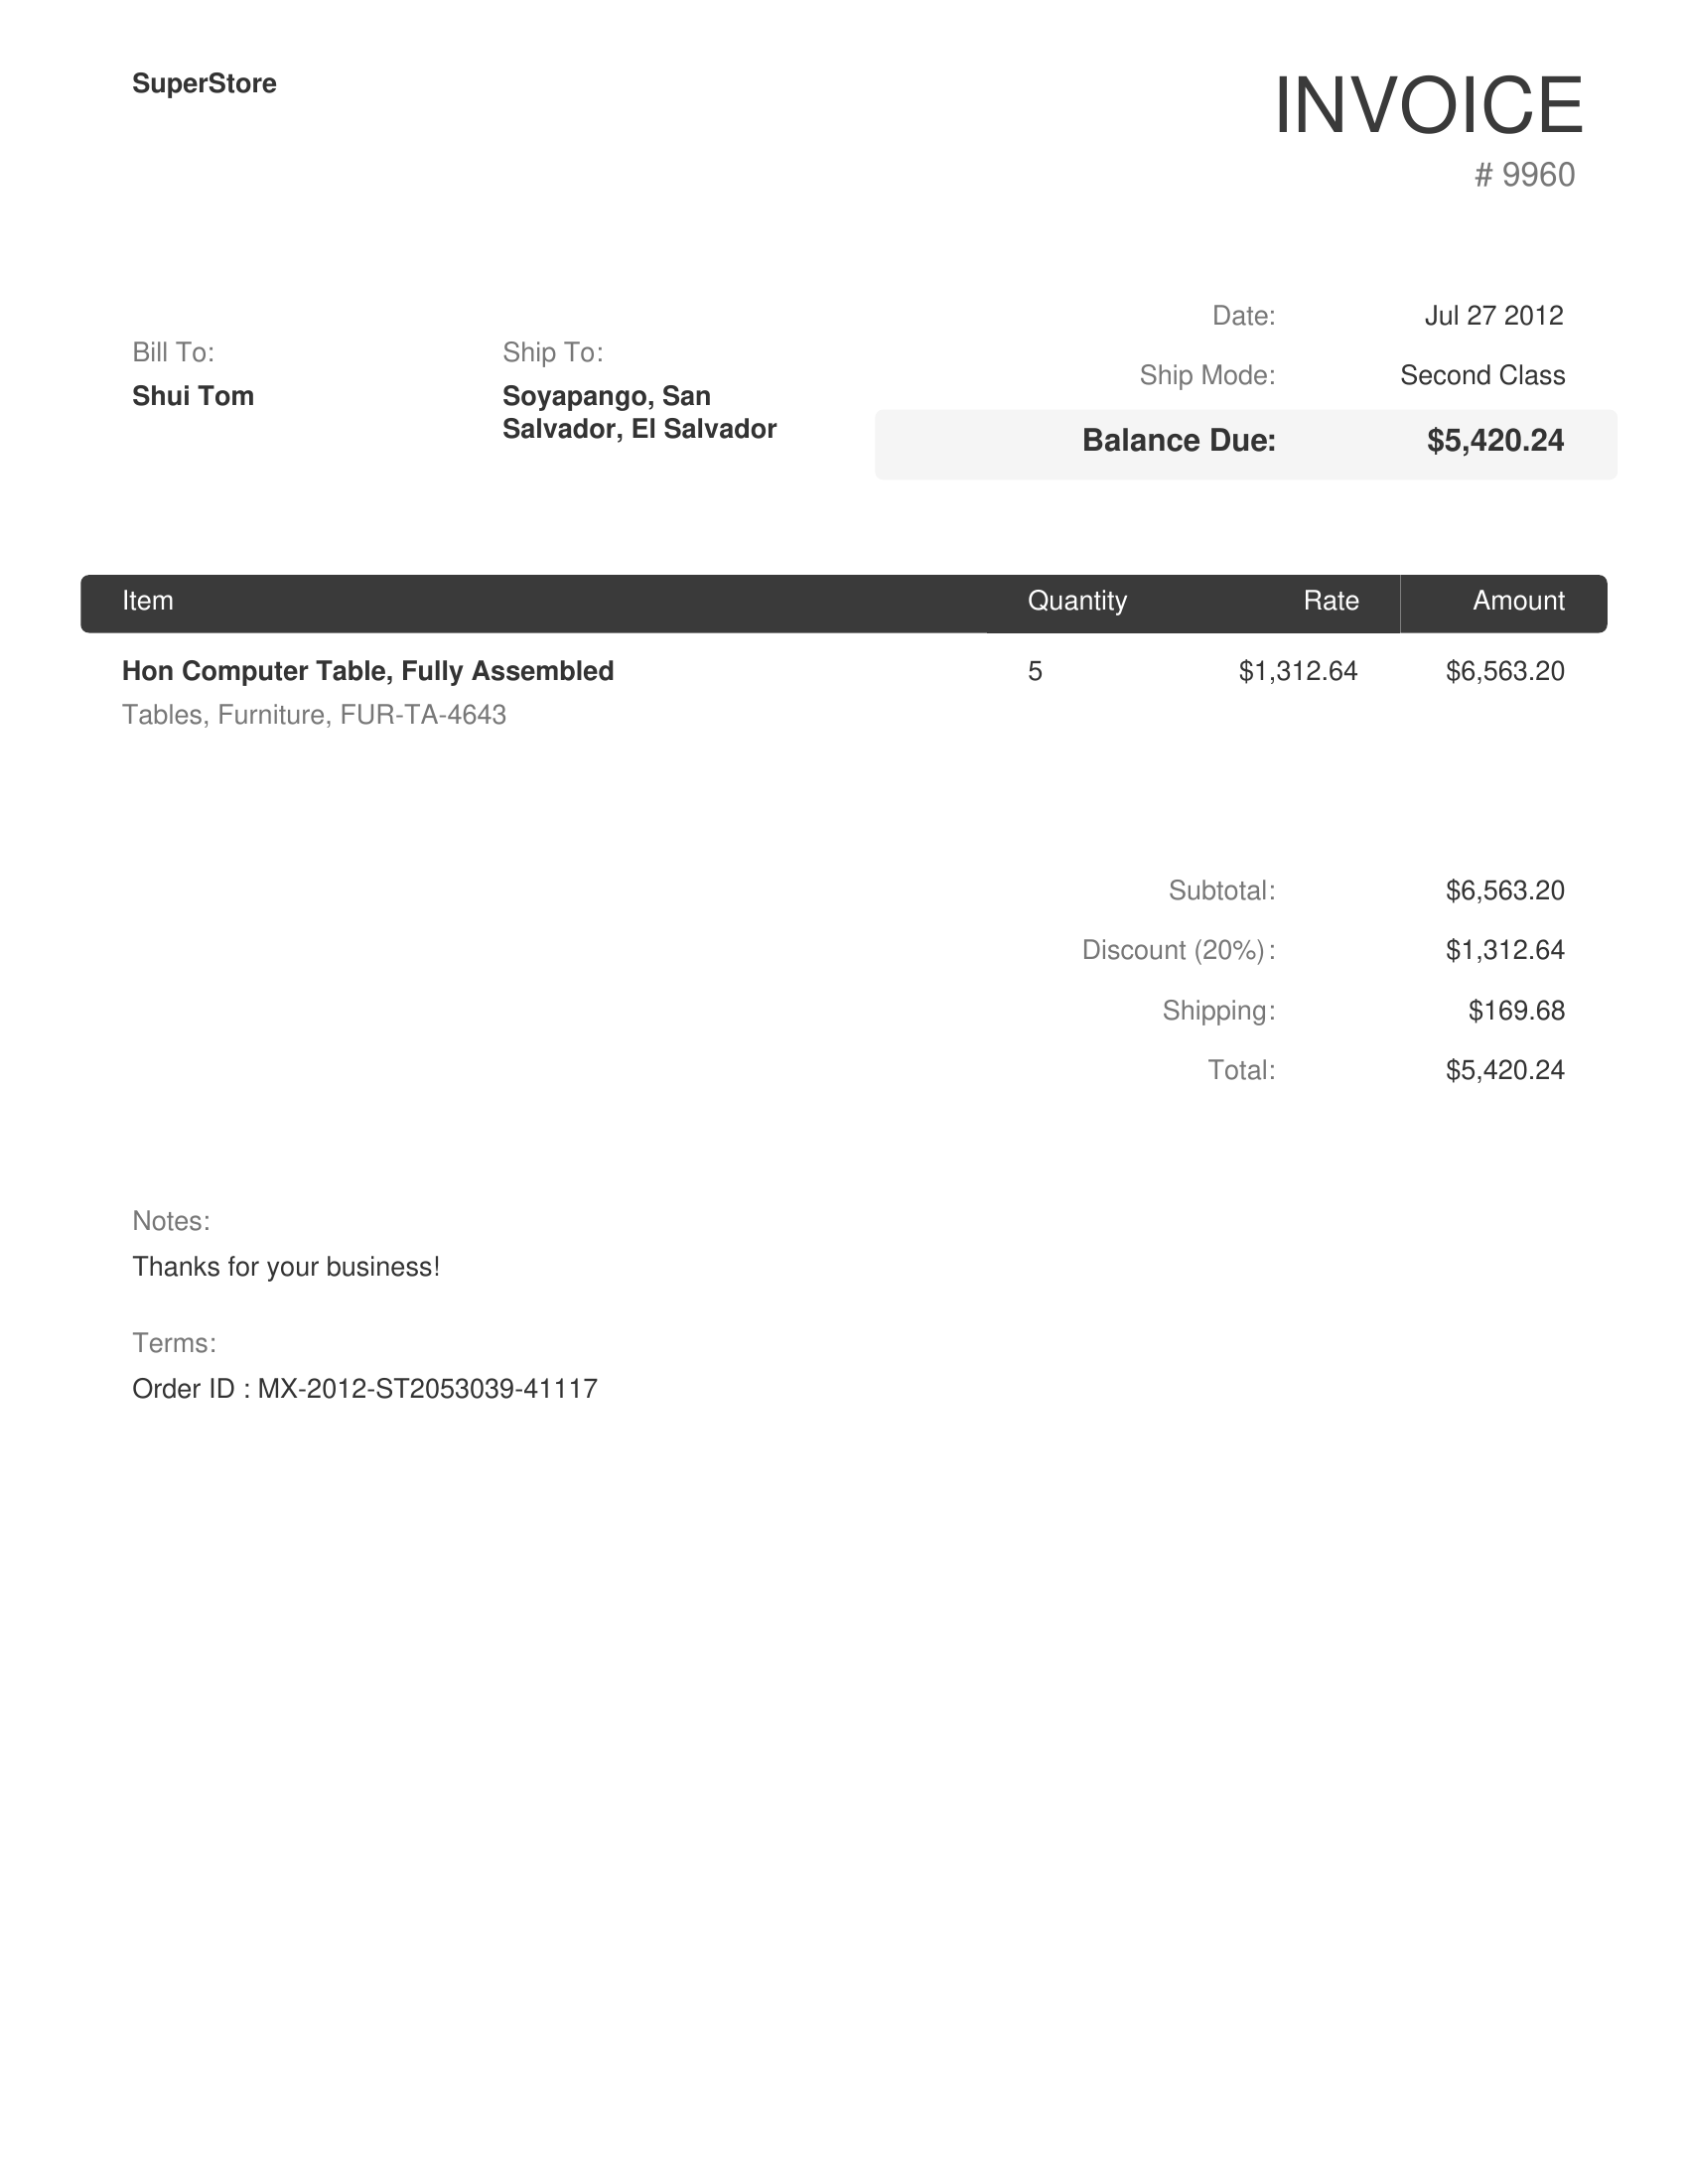 SuperStore
INVOICE
# 9960
Date: Jul 27 2012
Ship Mode: Second Class
Balance Due: $5,420.24
Bill To:
Shui Tom
Ship To:
Soyapango, San
Salvador, El Salvador
Item Quantity Rate Amount
Hon Computer Table, Fully Assembled 5 $1,312.64 $6,563.20
Tables, Furniture, FUR-TA-4643
Subtotal: $6,563.20
Discount (20%): $1,312.64
Shipping: $169.68
Total: $5,420.24
Notes:
Thanks for your business!
Terms:
Order ID : MX-2012-ST2053039-41117